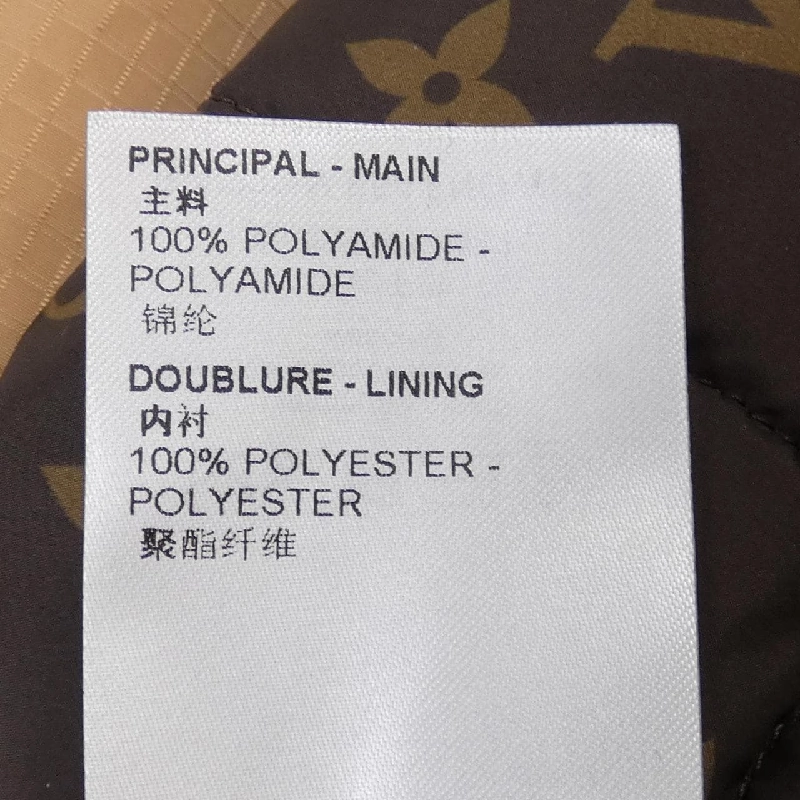 PRINCIPAL - MAIN
主料
100% POLYAMIDE -
POLYAMIDE
锦纶
DOUBLURE - LINING
内衬
100% POLYESTER -
POLYESTER
聚酯纤维